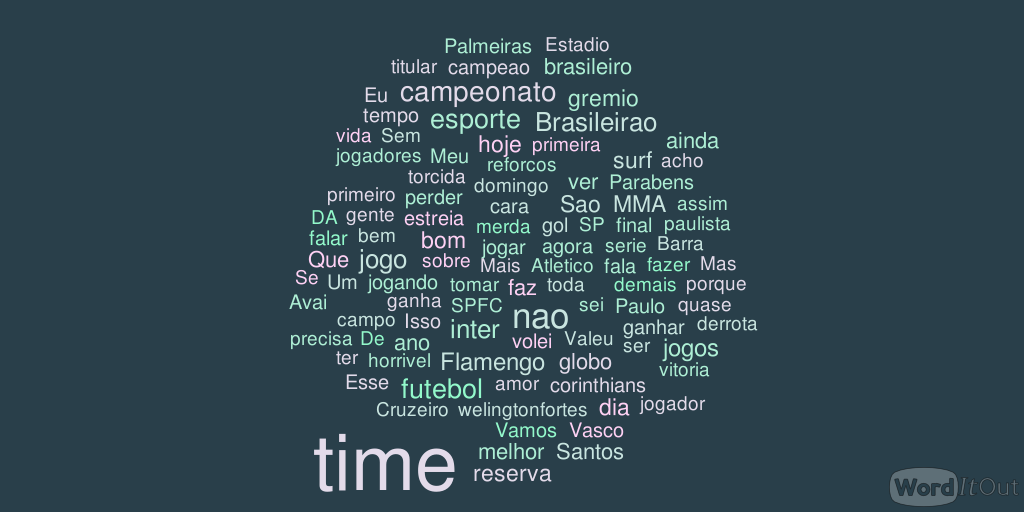 Palmeiras Estadio
titular campeao brasileiro
Eu campeonato gremio
tempo esporte Brasileirao
vida Sem hoje primeira ainda
jogadores Meu reforcos surf acho
torcida domingo ver Parabens
primeiro perder cara Sao MMA assim
DA gente estreia merda gol SP final paulista
falar bem bom jogar agora serie Barra
Que jogo sobre Mais Atletico fala fazer Mas
Se Um jogando tomar faz toda demais porque
Avai ganha SPFC nao sei Paulo quase
campo Isso inter volei Valeu ganhar derrota
precisa De ano ser jogos
ter horrivel Flamengo globo vitoria
Esse futebol amor corinthians
Cruzeiro welingtonfortes dia jogador
Vamos Vasco
time melhor Santos
reserva
WordItOut